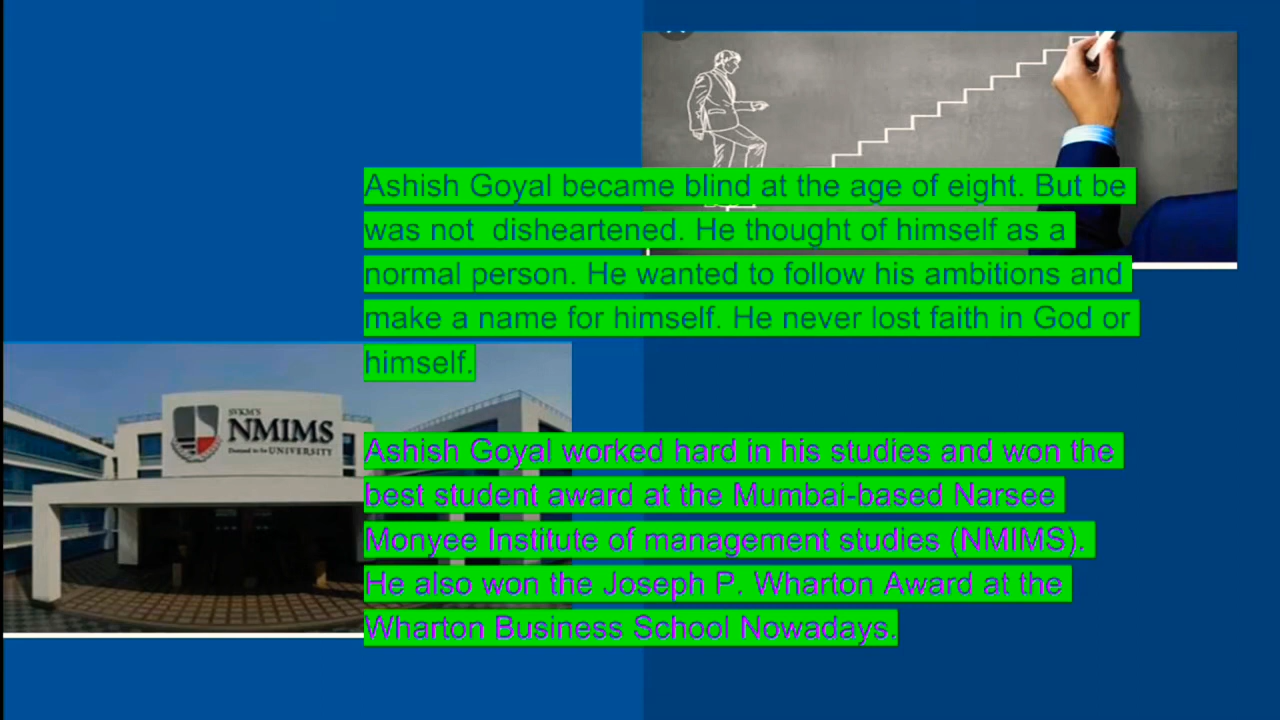 Ashish Goyal became blind at the age of eight. But be
was not  disheartened. He thought of himself as a
normal person. He wanted to follow his ambitions and
make a name for himself. He never lost faith in God or
himself.
SVKM'S
NMIMS
Deemed to be UNIVERSITY
Ashish Goyal worked hard in his studies and won the
best student award at the Mumbai-based Narsee
Monyee Institute of management studies (NMIMS).
He also won the Joseph P. Wharton Award at the
Wharton Business School Nowadays.